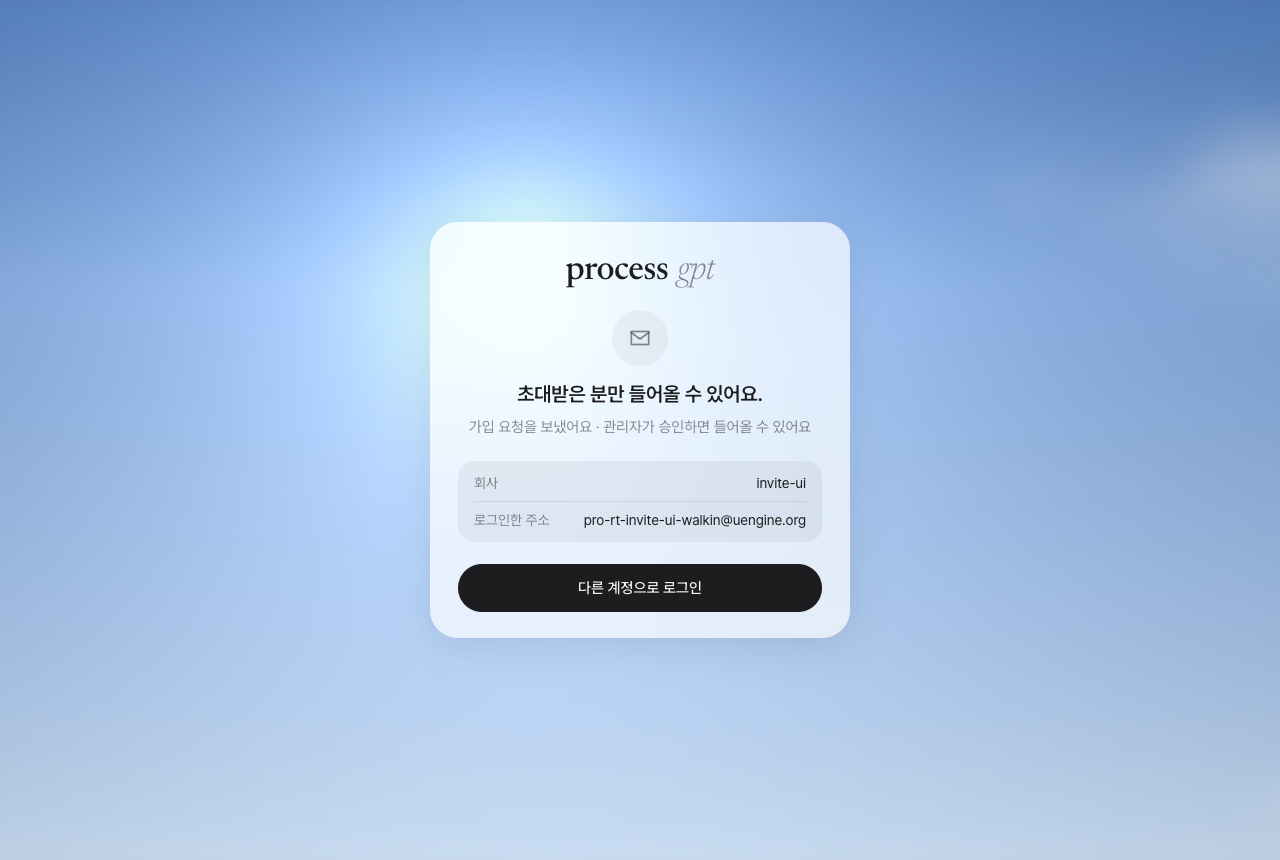 process gpt
초대받은 분만 들어올 수 있어요.
가입 요청을 보냈어요 · 관리자가 승인하면 들어올 수 있어요
회사 invite-ui
로그인한 주소 pro-rt-invite-ui-walkin@uengine.org
다른 계정으로 로그인